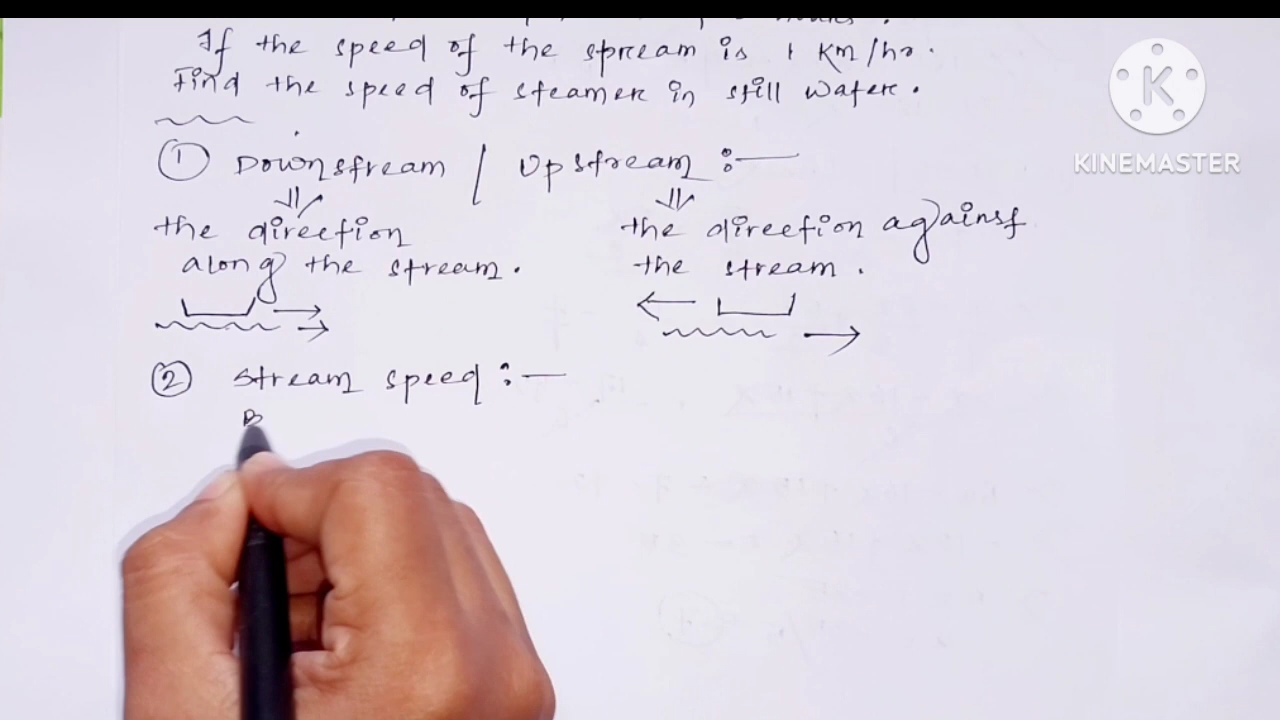 If the speed of the spream is 1 Km/hr.
Find the speed of steamer in still water.
K
KINEMASTER
① Downstream / Upstream :—
the direction
along the stream.
the direction against
the stream.
② Stream speed :—
B